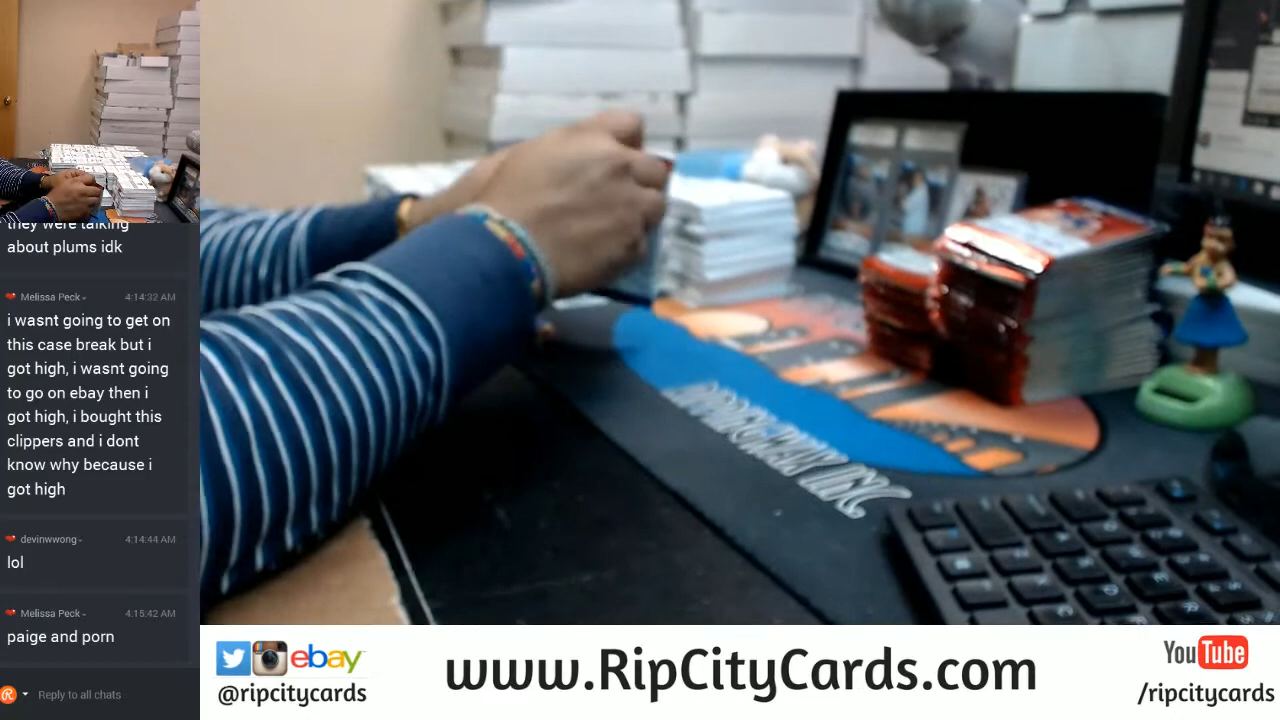 they were talking
about plums idk
Melissa Peck
4:14:32 AM
i wasnt going to get on
this case break but i
got high, i wasnt going
to go on ebay then i
got high, i bought this
clippers and i dont
know why because i
got high
devinwwong
4:14:44 AM
lol
Melissa Peck
4:15:42 AM
paige and porn
Reply to all chats
ebay
@ripcitycards
www.RipCityCards.com
YouTube
/ripcitycards